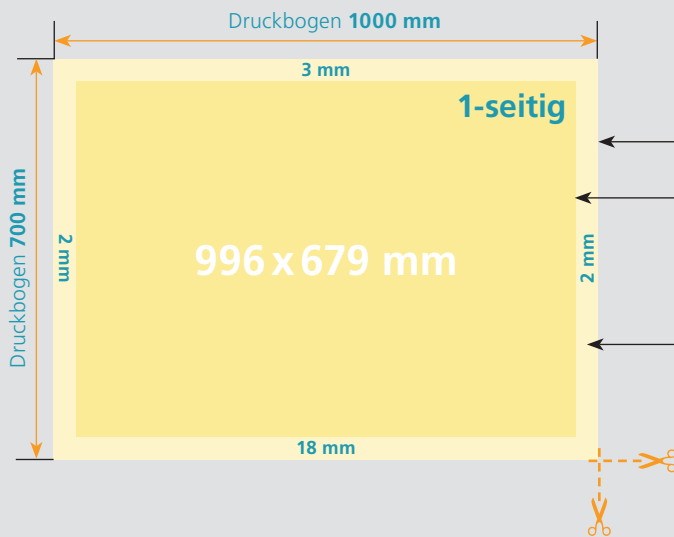 Druckbogen 1000 mm
3 mm
1-seitig
Druckbogen 700 mm
2 mm
996 x 679 mm
2 mm
18 mm